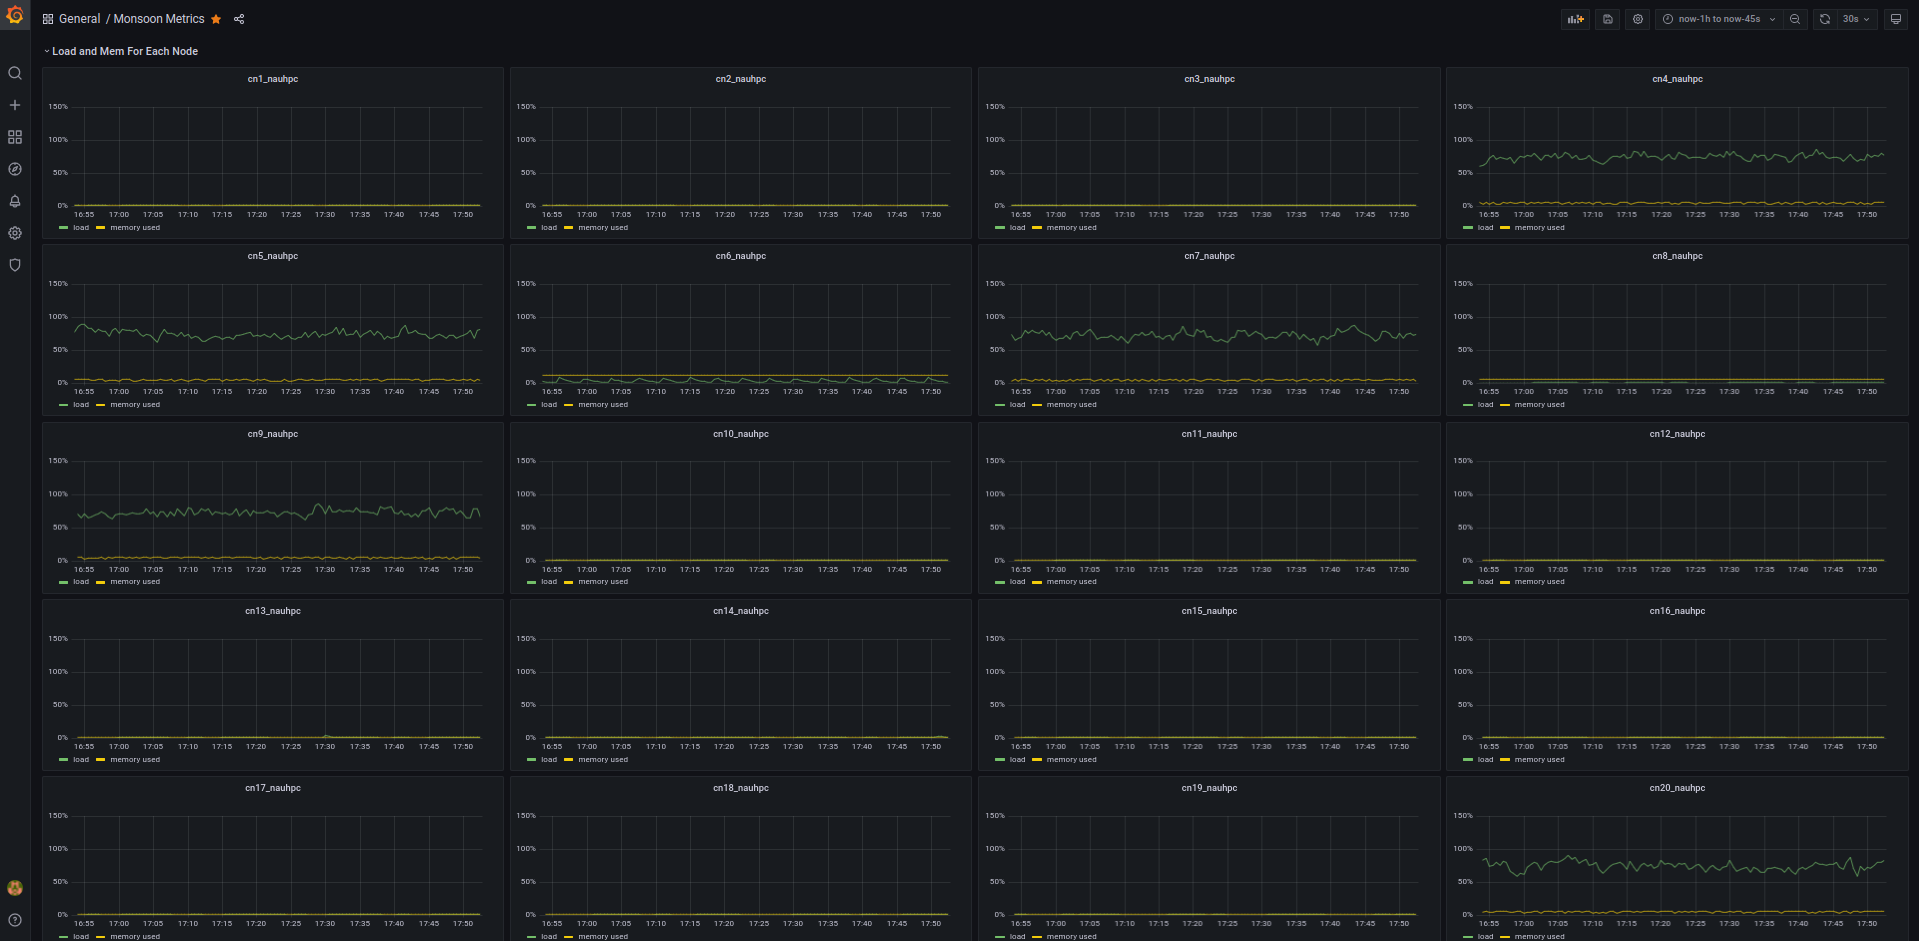 General / Monsoon Metrics
now-1h to now-45s
30s
Load and Mem For Each Node
cn1_nauhpc
150%
100%
50%
0%
16:55 17:00 17:05 17:10 17:15 17:20 17:25 17:30 17:35 17:40 17:45 17:50
load memory used
cn2_nauhpc
150%
100%
50%
0%
16:55 17:00 17:05 17:10 17:15 17:20 17:25 17:30 17:35 17:40 17:45 17:50
load memory used
cn3_nauhpc
150%
100%
50%
0%
16:55 17:00 17:05 17:10 17:15 17:20 17:25 17:30 17:35 17:40 17:45 17:50
load memory used
cn4_nauhpc
150%
100%
50%
0%
16:55 17:00 17:05 17:10 17:15 17:20 17:25 17:30 17:35 17:40 17:45 17:50
load memory used
cn5_nauhpc
150%
100%
50%
0%
16:55 17:00 17:05 17:10 17:15 17:20 17:25 17:30 17:35 17:40 17:45 17:50
load memory used
cn6_nauhpc
150%
100%
50%
0%
16:55 17:00 17:05 17:10 17:15 17:20 17:25 17:30 17:35 17:40 17:45 17:50
load memory used
cn7_nauhpc
150%
100%
50%
0%
16:55 17:00 17:05 17:10 17:15 17:20 17:25 17:30 17:35 17:40 17:45 17:50
load memory used
cn8_nauhpc
150%
100%
50%
0%
16:55 17:00 17:05 17:10 17:15 17:20 17:25 17:30 17:35 17:40 17:45 17:50
load memory used
cn9_nauhpc
150%
100%
50%
0%
16:55 17:00 17:05 17:10 17:15 17:20 17:25 17:30 17:35 17:40 17:45 17:50
load memory used
cn10_nauhpc
150%
100%
50%
0%
16:55 17:00 17:05 17:10 17:15 17:20 17:25 17:30 17:35 17:40 17:45 17:50
load memory used
cn11_nauhpc
150%
100%
50%
0%
16:55 17:00 17:05 17:10 17:15 17:20 17:25 17:30 17:35 17:40 17:45 17:50
load memory used
cn12_nauhpc
150%
100%
50%
0%
16:55 17:00 17:05 17:10 17:15 17:20 17:25 17:30 17:35 17:40 17:45 17:50
load memory used
cn13_nauhpc
150%
100%
50%
0%
16:55 17:00 17:05 17:10 17:15 17:20 17:25 17:30 17:35 17:40 17:45 17:50
load memory used
cn14_nauhpc
150%
100%
50%
0%
16:55 17:00 17:05 17:10 17:15 17:20 17:25 17:30 17:35 17:40 17:45 17:50
load memory used
cn15_nauhpc
150%
100%
50%
0%
16:55 17:00 17:05 17:10 17:15 17:20 17:25 17:30 17:35 17:40 17:45 17:50
load memory used
cn16_nauhpc
150%
100%
50%
0%
16:55 17:00 17:05 17:10 17:15 17:20 17:25 17:30 17:35 17:40 17:45 17:50
load memory used
cn17_nauhpc
150%
100%
50%
0%
16:55 17:00 17:05 17:10 17:15 17:20 17:25 17:30 17:35 17:40 17:45 17:50
load memory used
cn18_nauhpc
150%
100%
50%
0%
16:55 17:00 17:05 17:10 17:15 17:20 17:25 17:30 17:35 17:40 17:45 17:50
load memory used
cn19_nauhpc
150%
100%
50%
0%
16:55 17:00 17:05 17:10 17:15 17:20 17:25 17:30 17:35 17:40 17:45 17:50
load memory used
cn20_nauhpc
150%
100%
50%
0%
16:55 17:00 17:05 17:10 17:15 17:20 17:25 17:30 17:35 17:40 17:45 17:50
load memory used